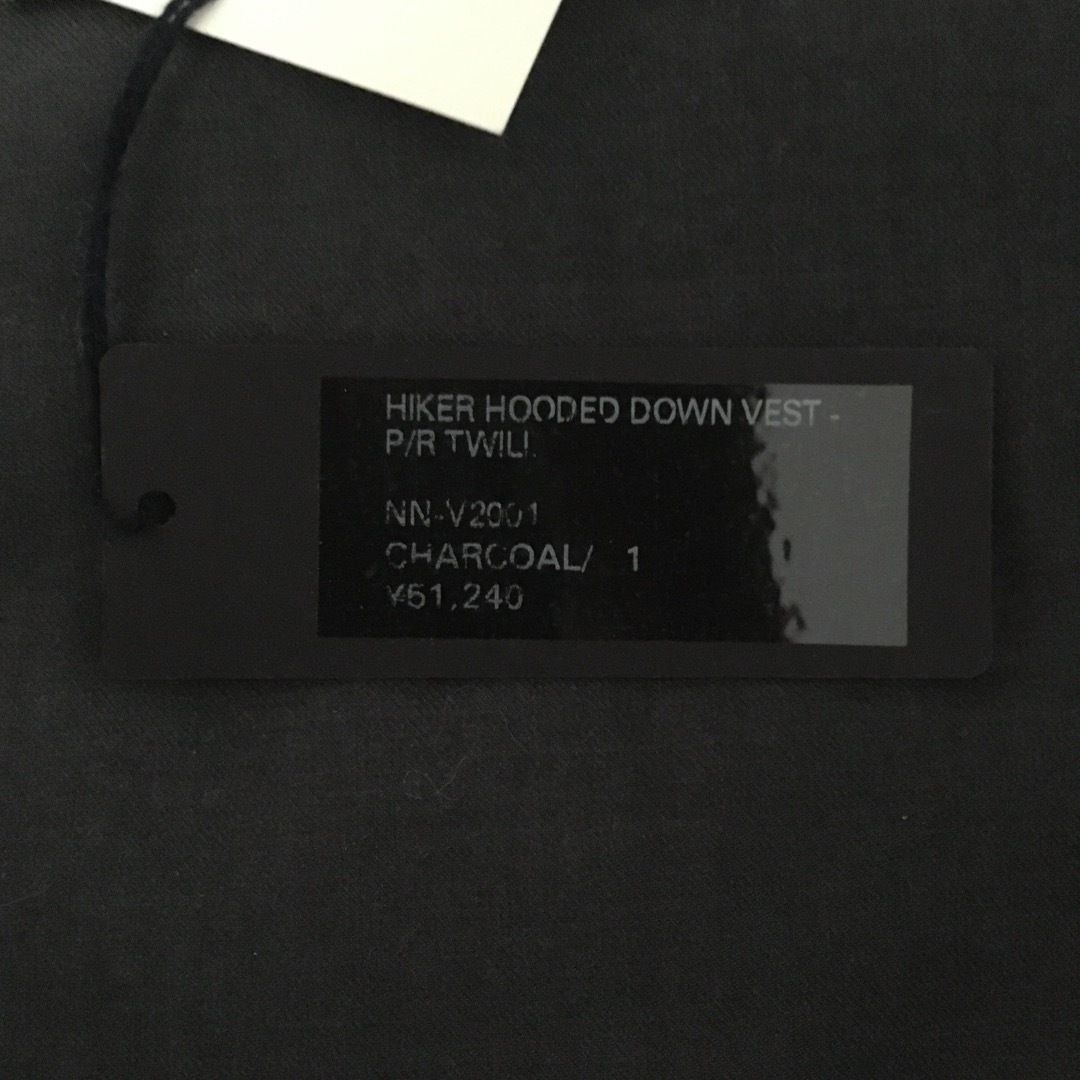 HIKER HOODED DOWN VEST -
P/R TWILL
NN-V2001
CHARCOAL/ 1
¥51,240